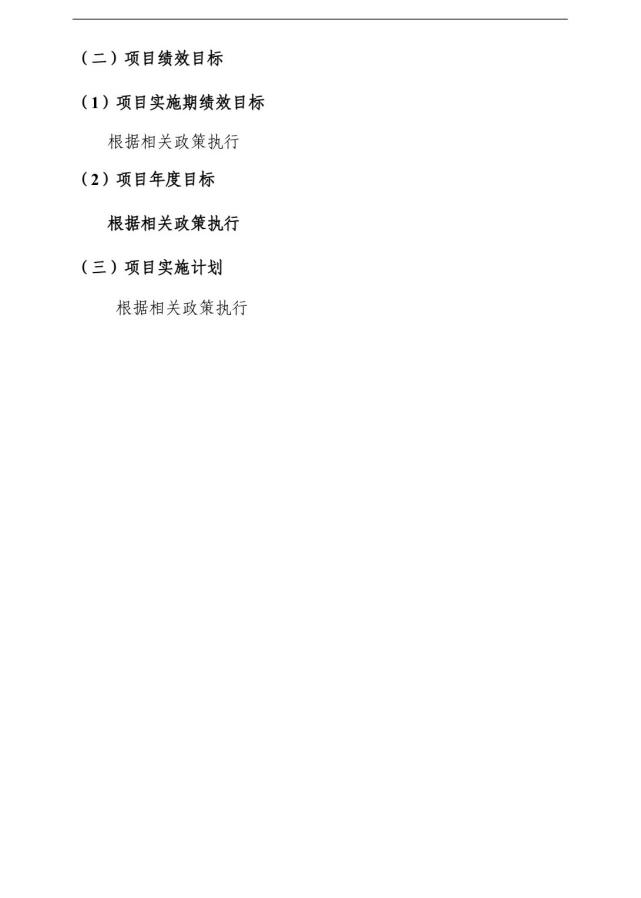 （二）项目绩效目标
（1）项目实施期绩效目标
根据相关政策执行
（2）项目年度目标
根据相关政策执行
（三）项目实施计划
根据相关政策执行